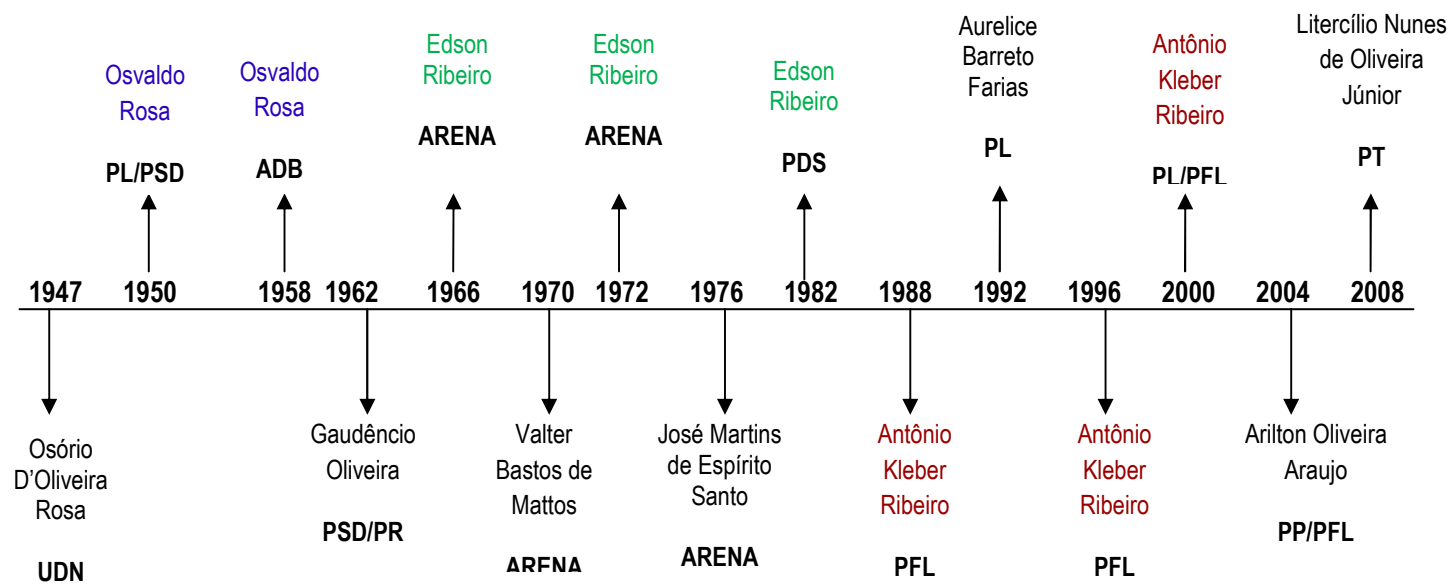 Osvaldo
Rosa
PL/PSD
Osvaldo
Rosa
ADB
Edson
Ribeiro
ARENA
Edson
Ribeiro
ARENA
Edson
Ribeiro
PDS
Aurelice
Barreto
Farias
PL
Antônio
Kleber
Ribeiro
PL/PFL
Litercílio Nunes
de Oliveira
Júnior
PT
1947 1950 1958 1962 1966 1970 1972 1976 1982 1988 1992 1996 2000 2004 2008
Osório
D'Oliveira
Rosa
UDN
Gaudêncio
Oliveira
PSD/PR
Valter
Bastos de
Mattos
ARENA
José Martins
de Espírito
Santo
ARENA
Antônio
Kleber
Ribeiro
PFL
Antônio
Kleber
Ribeiro
PFL
Arilton Oliveira
Araujo
PP/PFL